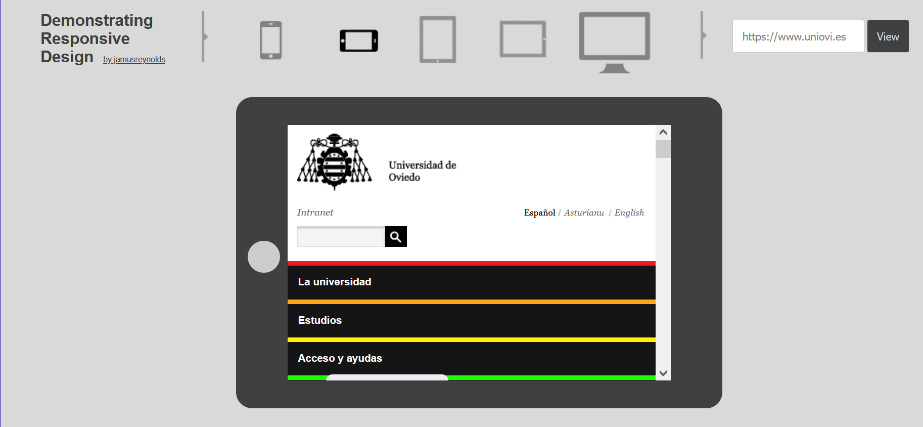 Demonstrating
Responsive
Design by jamusreynolds
https://www.uniovi.es View
Universidad de
Oviedo
Intranet Español / Asturianu / English
La universidad
Estudios
Acceso y ayudas